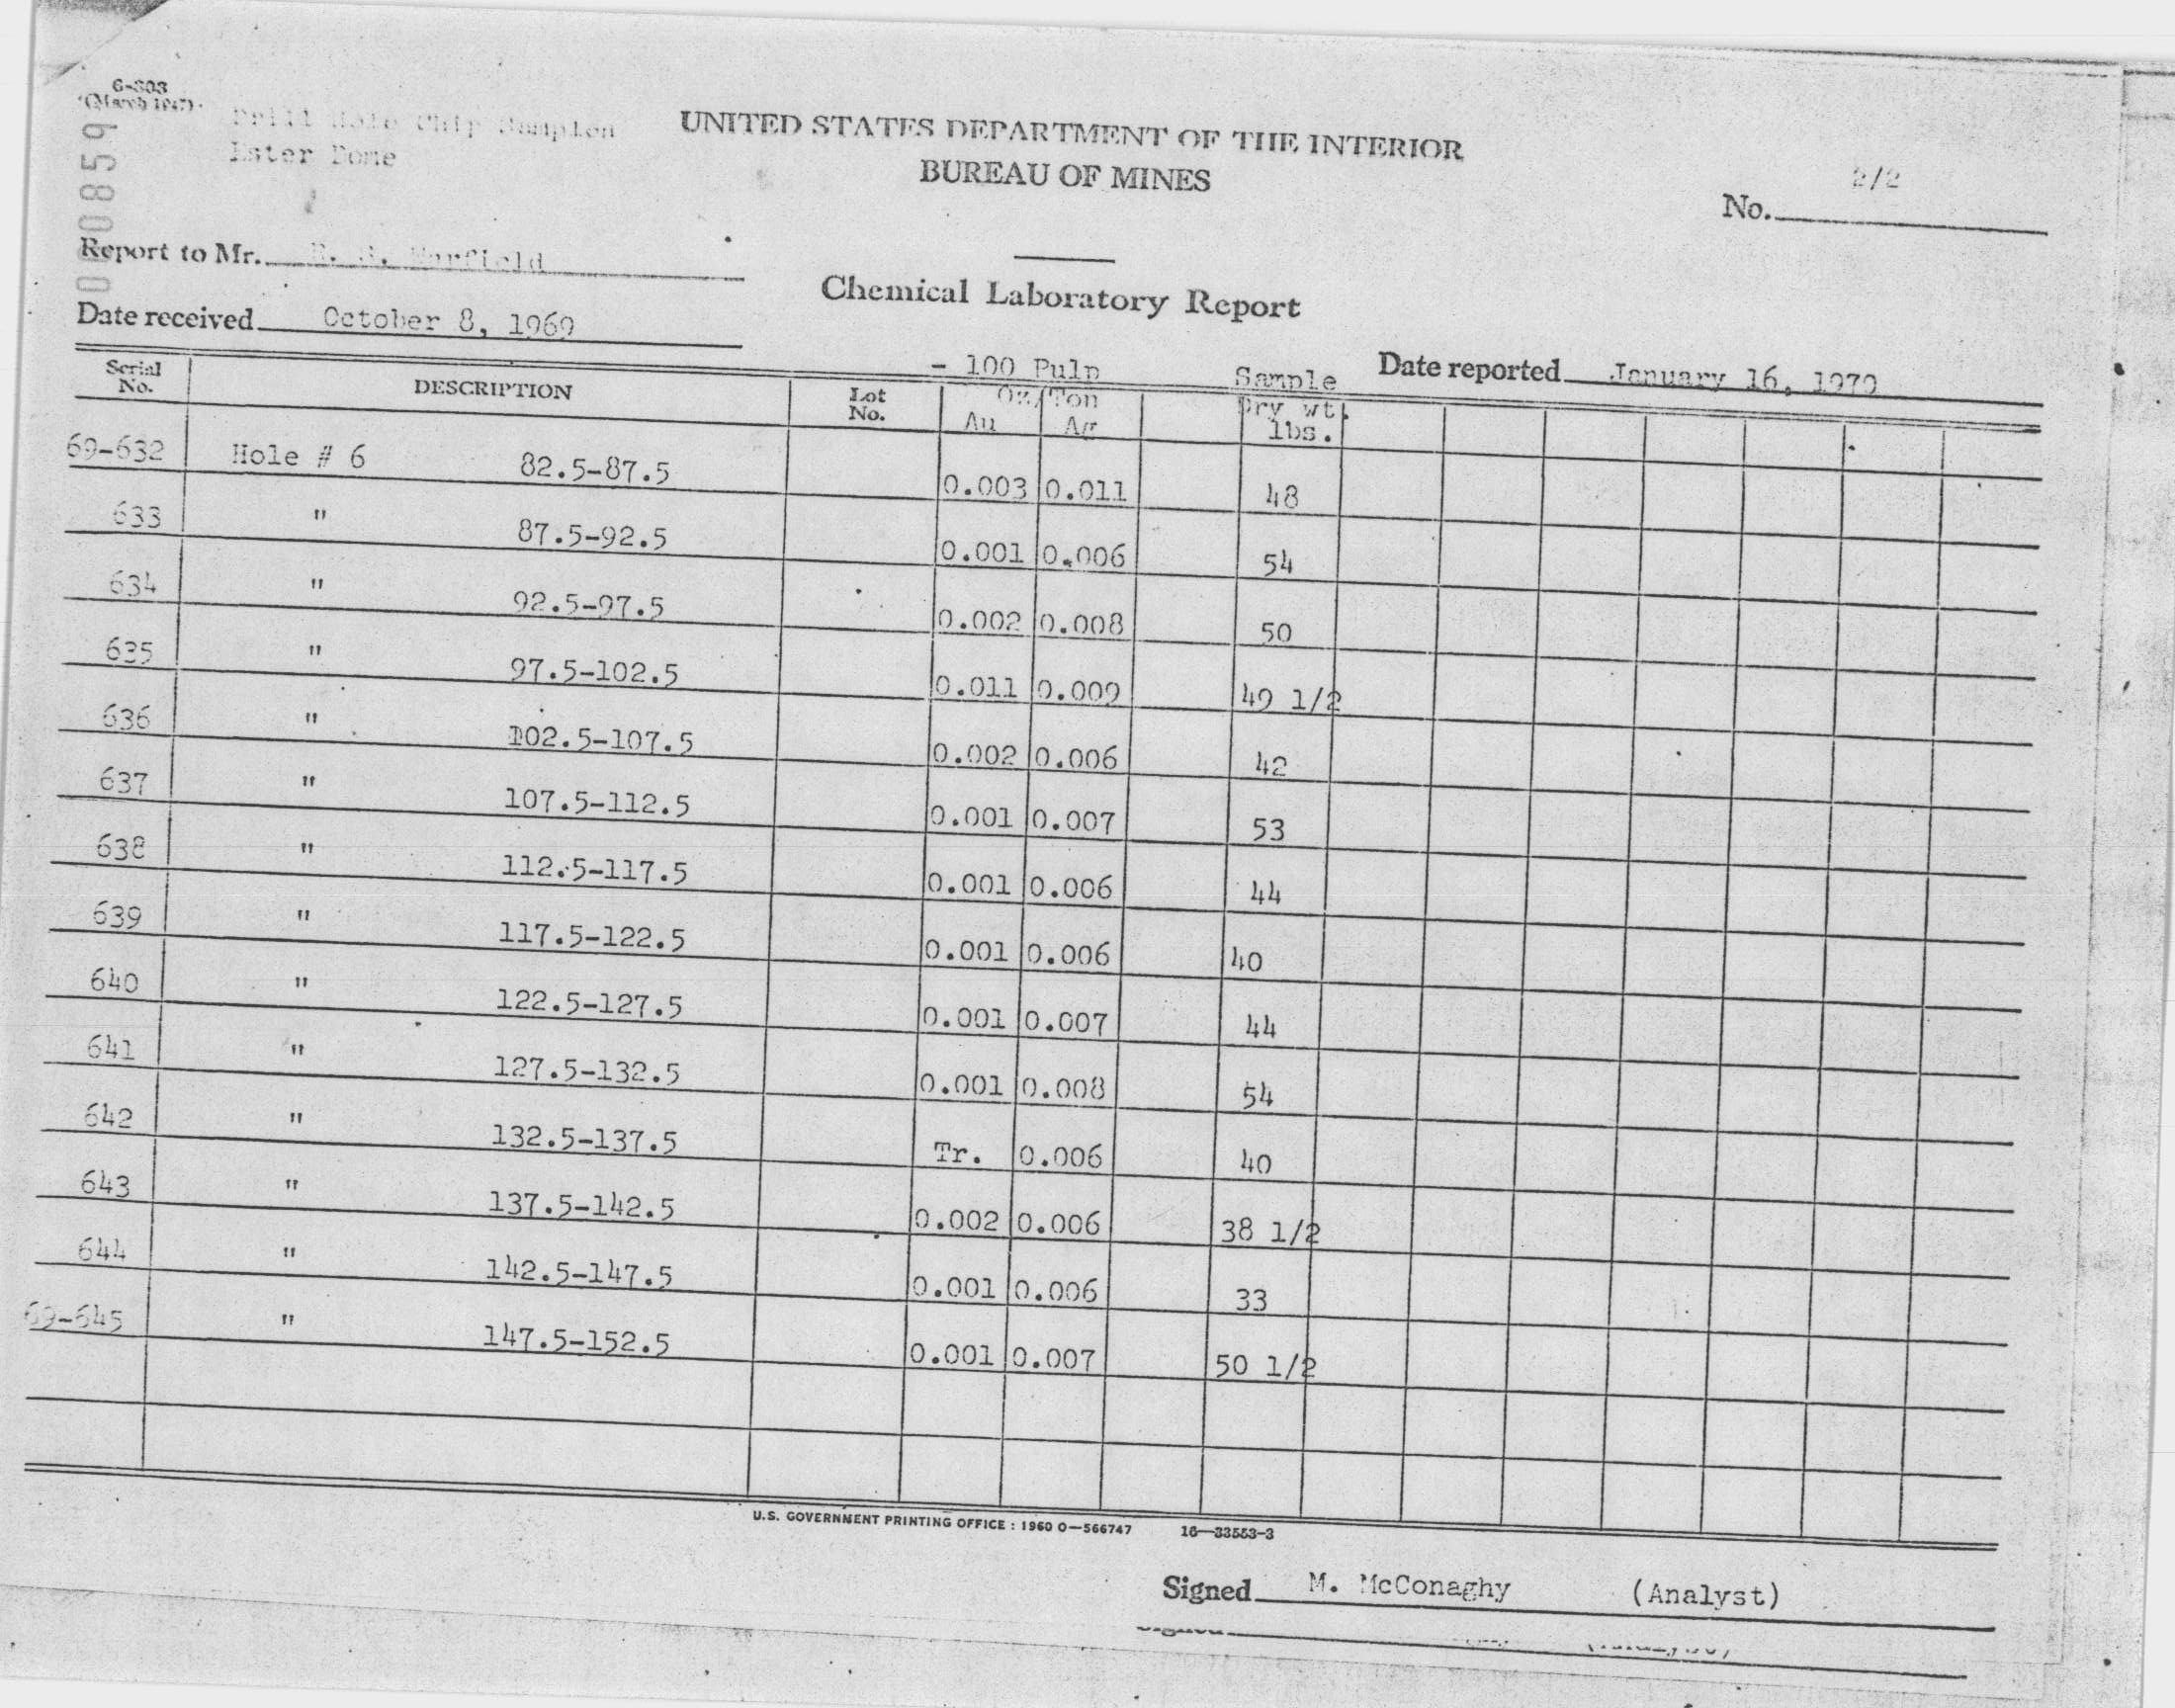 6-303
(March 1947)
Drill Hole Chip Samples
Ester Dome
000859
UNITED STATES DEPARTMENT OF THE INTERIOR
BUREAU OF MINES
2/2
No.
Report to Mr. Warfield
Chemical Laboratory Report
Date received October 8, 1969
Date reported January 16, 1970
Serial No. DESCRIPTION Lot No. - 100 Pulp Oz/Ton Au Ag Sample Dry wt. lbs.
69-632 Hole # 6 82.5-87.5 0.003 0.011 48
633 " 87.5-92.5 0.001 0.006 54
634 " 92.5-97.5 0.002 0.008 50
635 " 97.5-102.5 0.011 0.009 49 1/2
636 " 102.5-107.5 0.002 0.006 42
637 " 107.5-112.5 0.001 0.007 53
638 " 112.5-117.5 0.001 0.006 44
639 " 117.5-122.5 0.001 0.006 40
640 " 122.5-127.5 0.001 0.007 44
641 " 127.5-132.5 0.001 0.008 54
642 " 132.5-137.5 Tr. 0.006 40
643 " 137.5-142.5 0.002 0.006 38 1/2
644 " 142.5-147.5 0.001 0.006 33
69-645 " 147.5-152.5 0.001 0.007 50 1/2
U.S. GOVERNMENT PRINTING OFFICE : 1960 O-566747 16-33553-3
Signed M. McConaghy (Analyst)